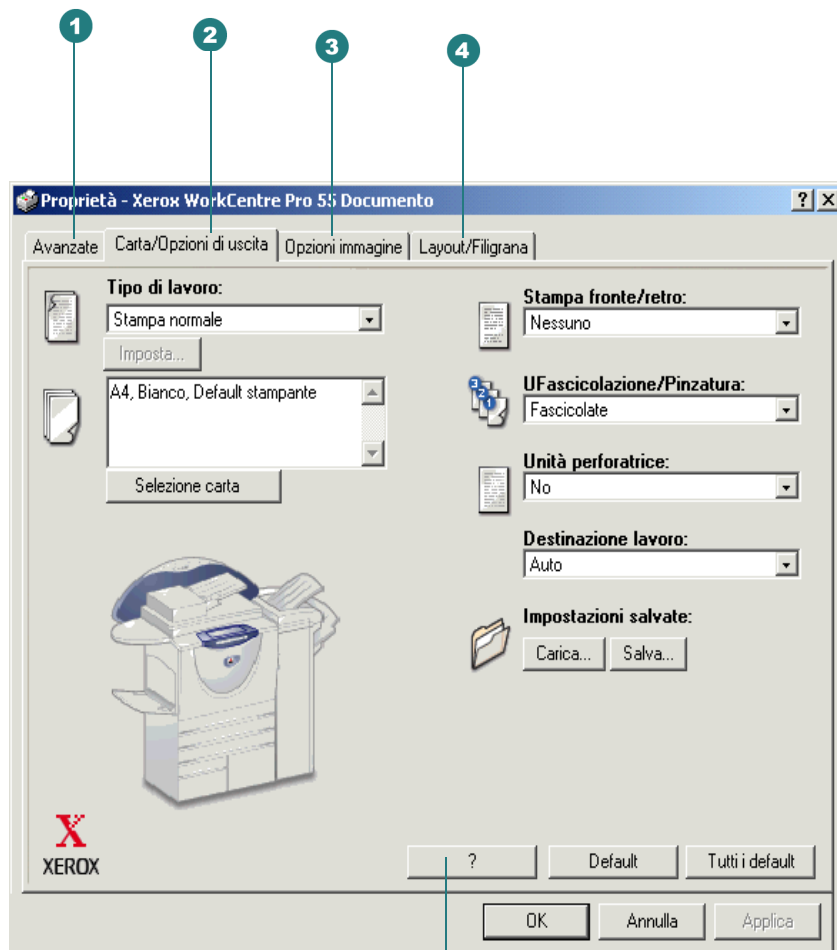 1
2
3
4
Proprietà - Xerox WorkCentre Pro 55 Documento
Avanzate
Carta/Opzioni di uscita
Opzioni immagine
Layout/Filigrana
Tipo di lavoro:
Stampa normale
Imposta...
A4, Bianco, Default stampante
Selezione carta
Stampa fronte/retro:
Nessuno
UFascicolazione/Pinzatura:
Fascicolate
Unità perforatrice:
No
Destinazione lavoro:
Auto
Impostazioni salvate:
Carica...
Salva...
X
XEROX
?
Default
Tutti i default
OK
Annulla
Applica